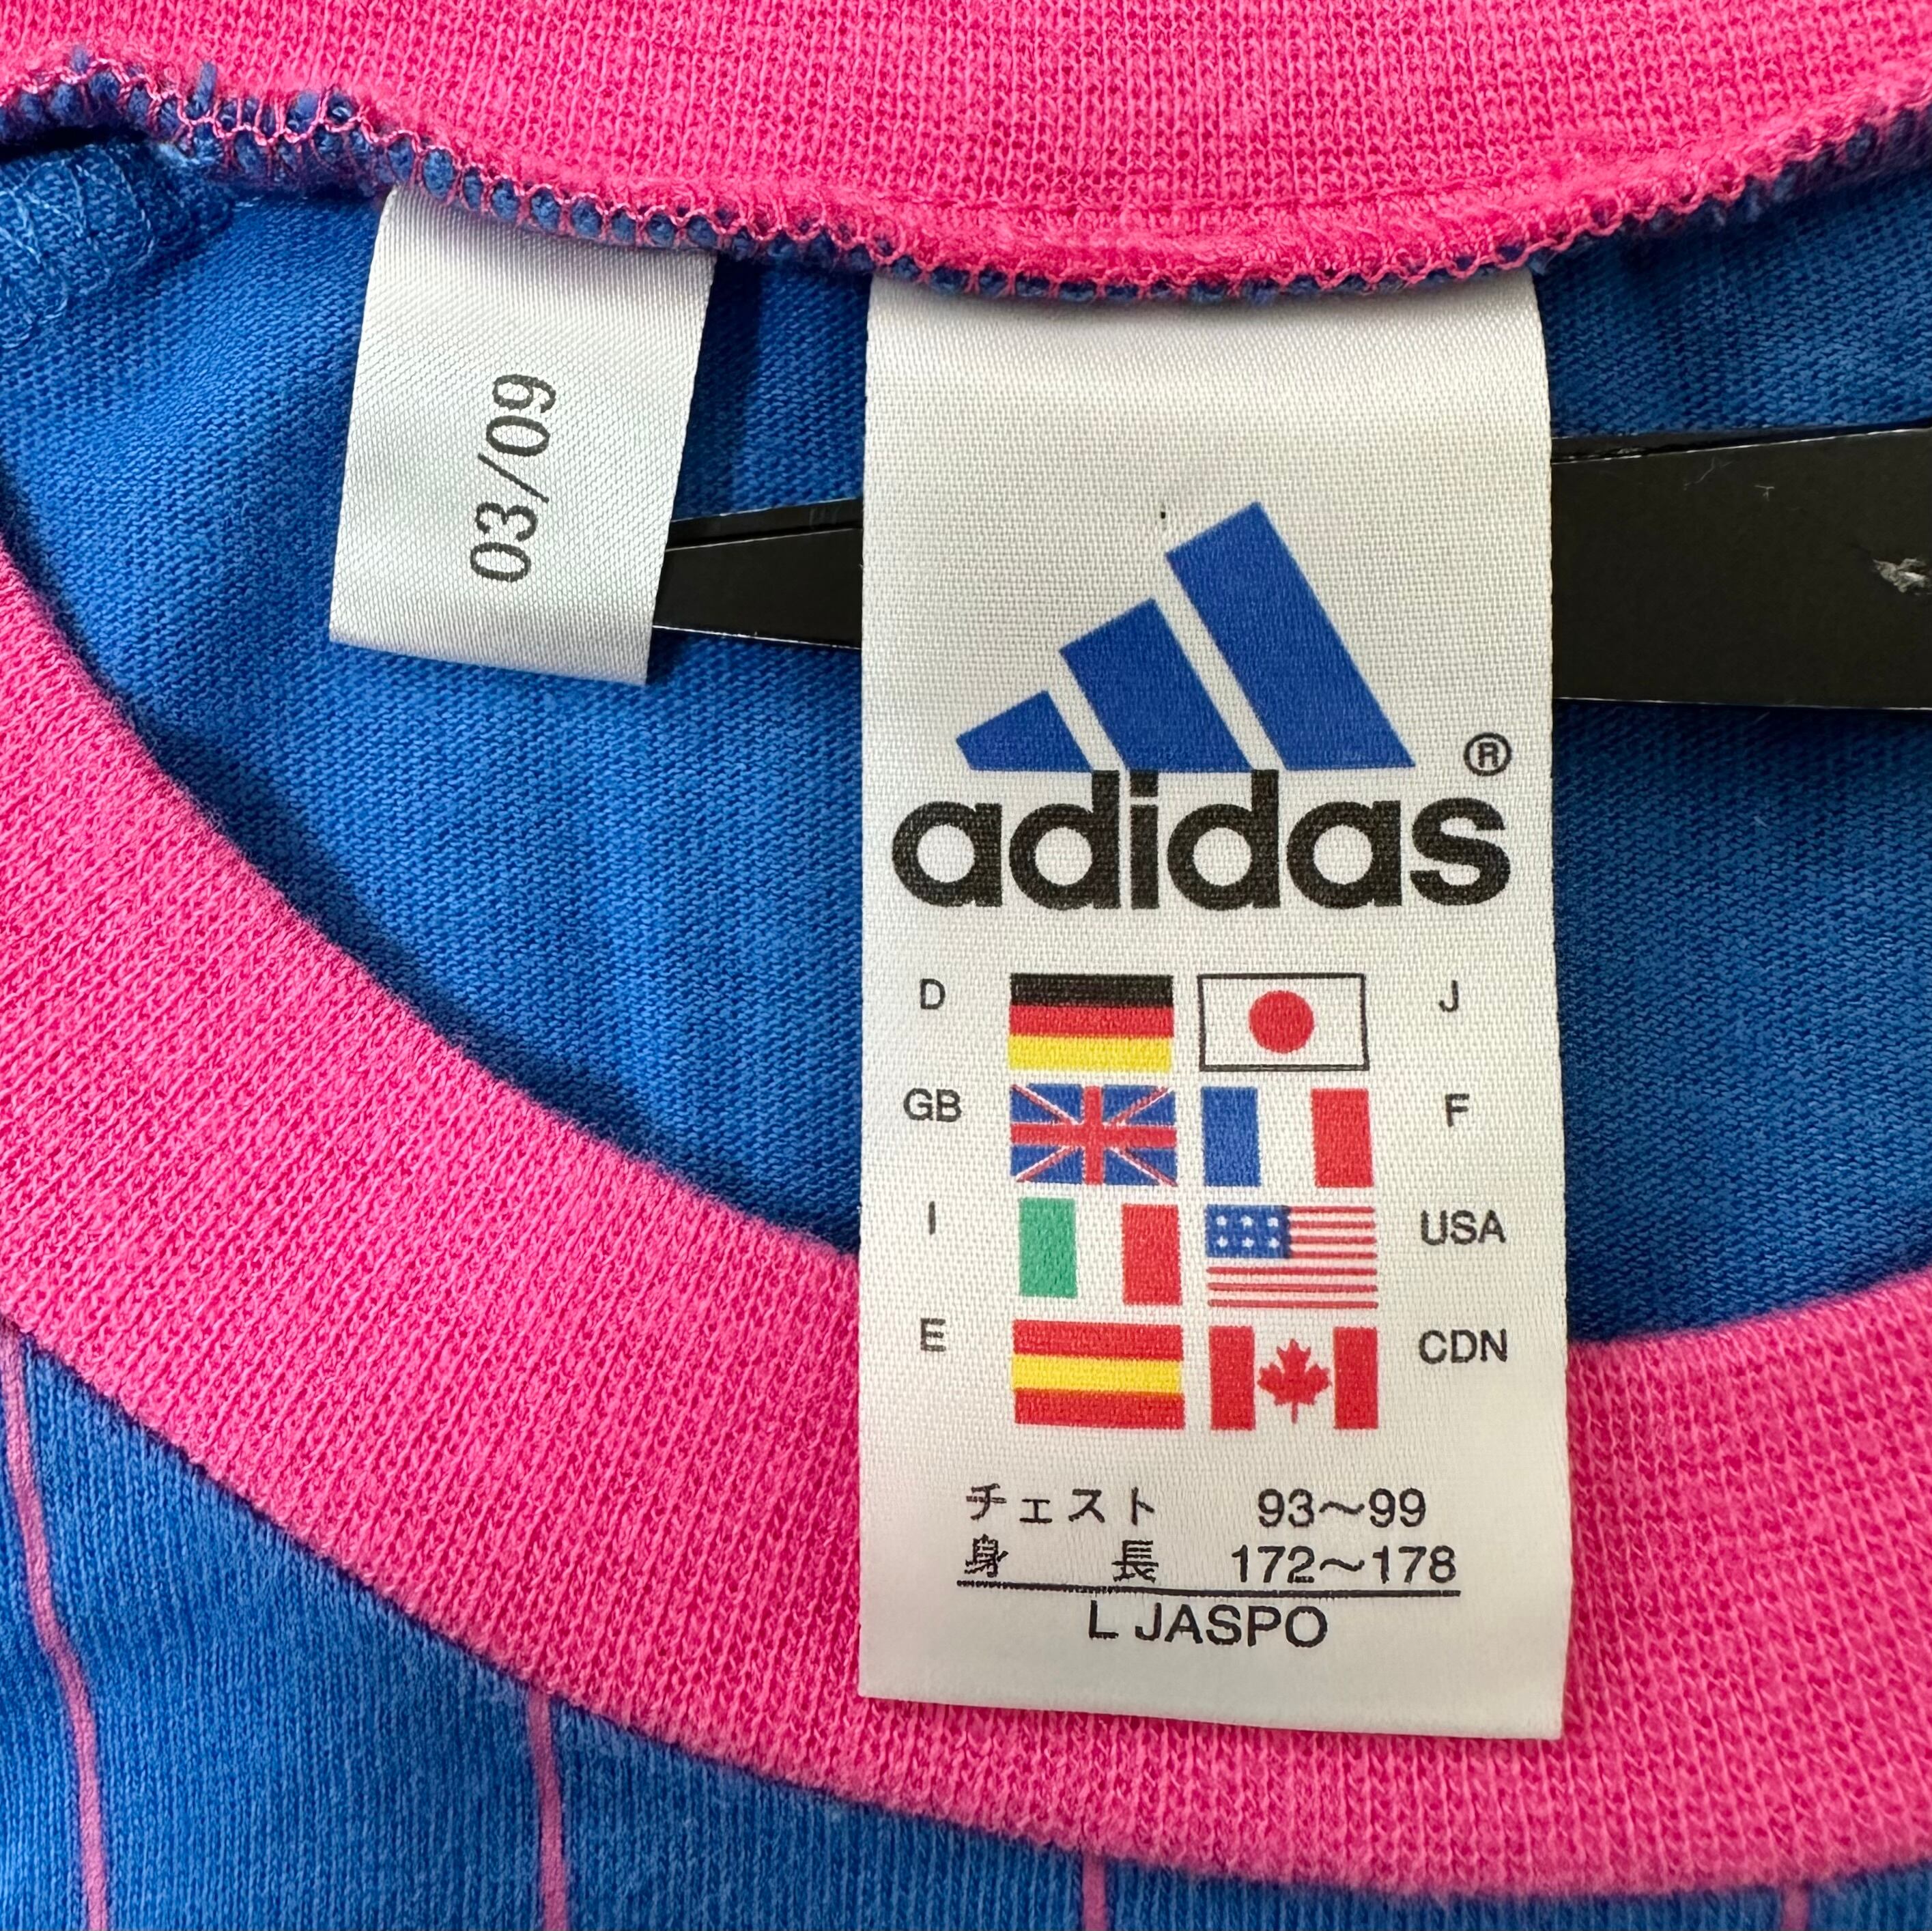 03/09
adidas®
D J
GB F
I USA
E CDN
チェスト 93～99
身長 172～178
L JASPO